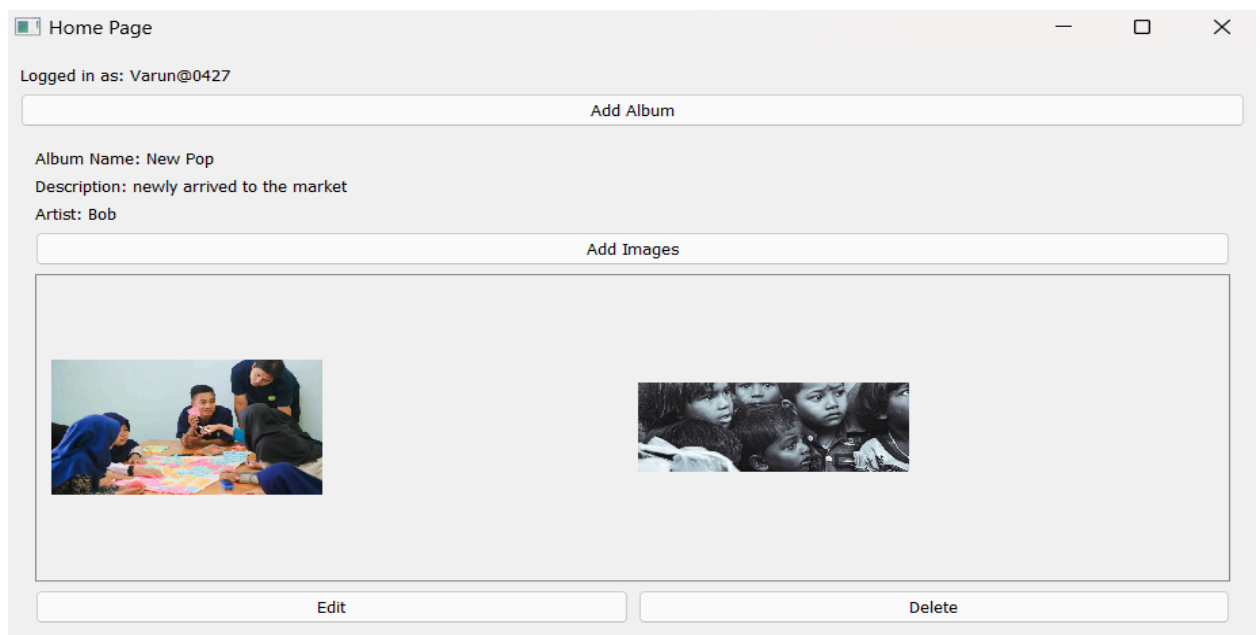 Home Page
Logged in as: Varun@0427
Add Album
Album Name: New Pop
Description: newly arrived to the market
Artist: Bob
Add Images
Edit
Delete